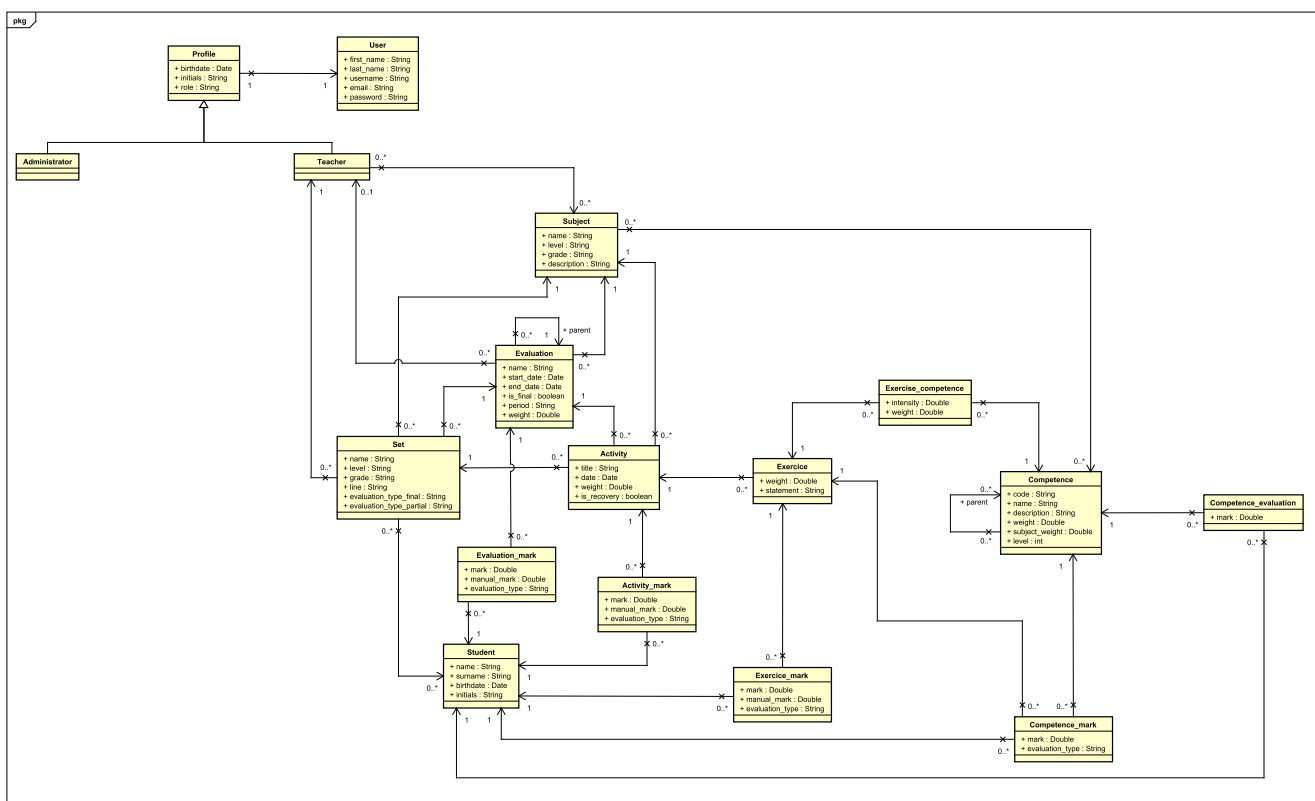 pkg
Profile
+ birthdate : Date
+ initials : String
+ role : String
1
1
User
+ first_name : String
+ last_name : String
+ username : String
+ email : String
+ password : String
Administrator
Teacher
0..*
0..*
1
0..1
Subject
+ name : String
+ level : String
+ grade : String
+ description : String
0..*
1
1
1
0..*
1
+ parent
0..*
0..*
Evaluation
+ name : String
+ start_date : Date
+ end_date : Date
+ is_final : boolean
+ period : String
+ weight : Double
1
1
1
0..*
0..*
0..*
0..*
Set
+ name : String
+ level : String
+ grade : String
+ line : String
+ evaluation_type_final : String
+ evaluation_type_partial : String
0..*
0..*
1
0..*
Activity
+ title : String
+ date : Date
+ weight : Double
+ is_recovery : boolean
1
1
0..*
Exercice
+ weight : Double
+ statement : String
1
1
1
Exercise_competence
+ intensity : Double
+ weight : Double
0..*
0..*
1
0..*
Competence
+ code : String
+ name : String
+ description : String
+ weight : Double
+ subject_weight : Double
+ level : int
0..*
+ parent
0..*
1
1
Competence_evaluation
+ mark : Double
0..*
0..*
Evaluation_mark
+ mark : Double
+ manual_mark : Double
+ evaluation_type : String
0..*
0..*
1
Activity_mark
+ mark : Double
+ manual_mark : Double
+ evaluation_type : String
0..*
0..*
Student
+ name : String
+ surname : String
+ birthdate : Date
+ initials : String
0..*
1
1
1
1
Exercice_mark
+ mark : Double
+ manual_mark : Double
+ evaluation_type : String
0..*
0..*
Competence_mark
+ mark : Double
+ evaluation_type : String
0..*
0..*
0..*